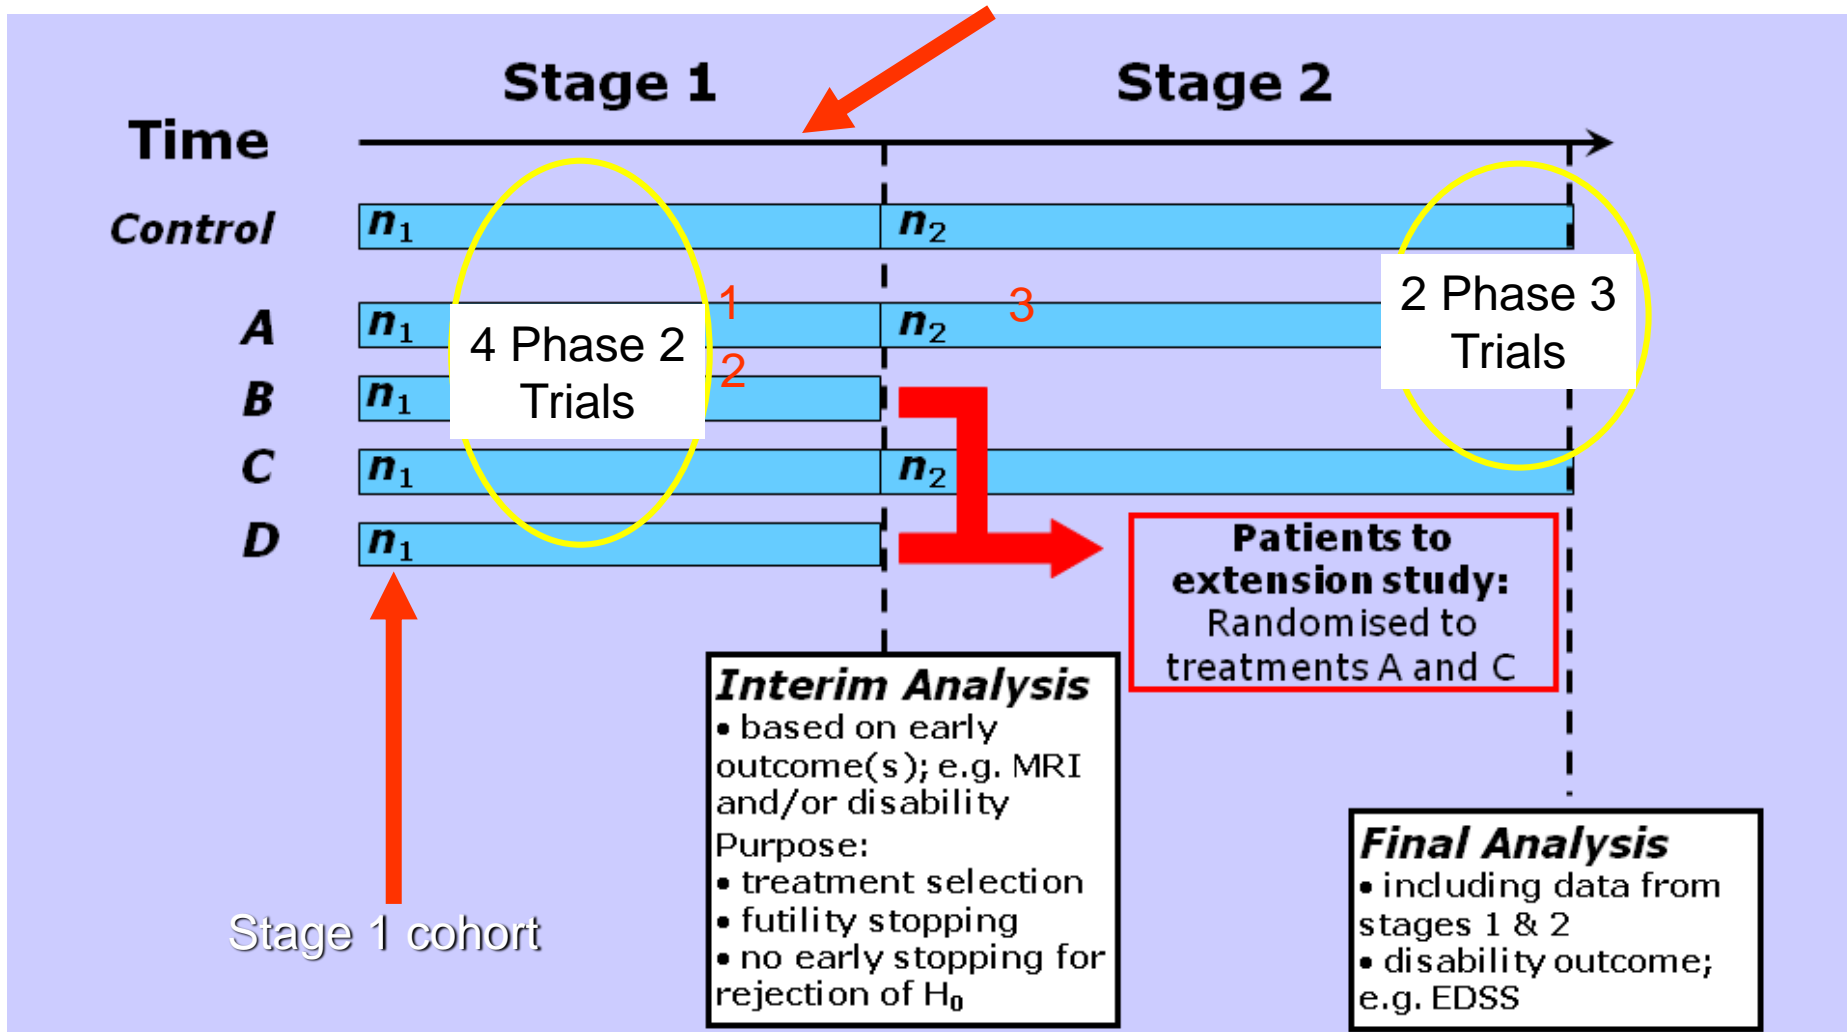 Stage 1 Stage 2
Time
Control n₁ n₂
A n₁ 1 n₂ 3
4 Phase 2
Trials
2 Phase 3
Trials
B n₁ 2
C n₁ n₂
D n₁
Patients to
extension study:
Randomised to
treatments A and C
Stage 1 cohort
Interim Analysis
• based on early
outcome(s); e.g. MRI
and/or disability
Purpose:
• treatment selection
• futility stopping
• no early stopping for
rejection of H₀
Final Analysis
• including data from
stages 1 & 2
• disability outcome;
e.g. EDSS